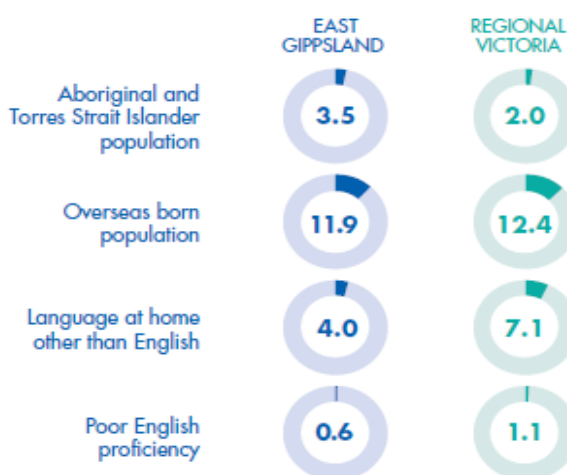 EAST
GIPPSLAND
REGIONAL
VICTORIA
Aboriginal and
Torres Strait Islander
population
3.5
2.0
Overseas born
population
11.9
12.4
Language at home
other than English
4.0
7.1
Poor English
proficiency
0.6
1.1